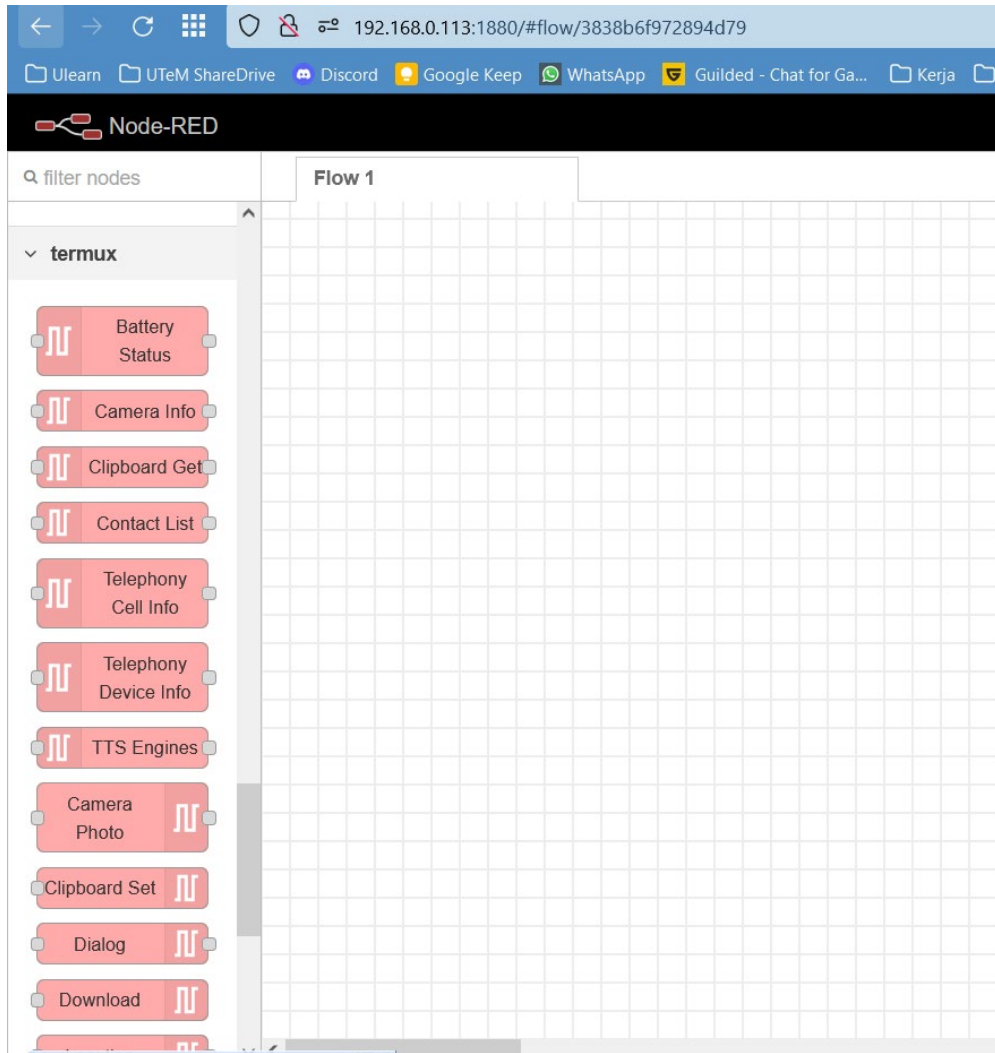 192.168.0.113:1880/#flow/3838b6f972894d79
Ulearn UTeM ShareDrive Discord Google Keep WhatsApp Guilded - Chat for Ga... Kerja
Node-RED
filter nodes
Flow 1
termux
Battery
Status
Camera Info
Clipboard Get
Contact List
Telephony
Cell Info
Telephony
Device Info
TTS Engines
Camera
Photo
Clipboard Set
Dialog
Download